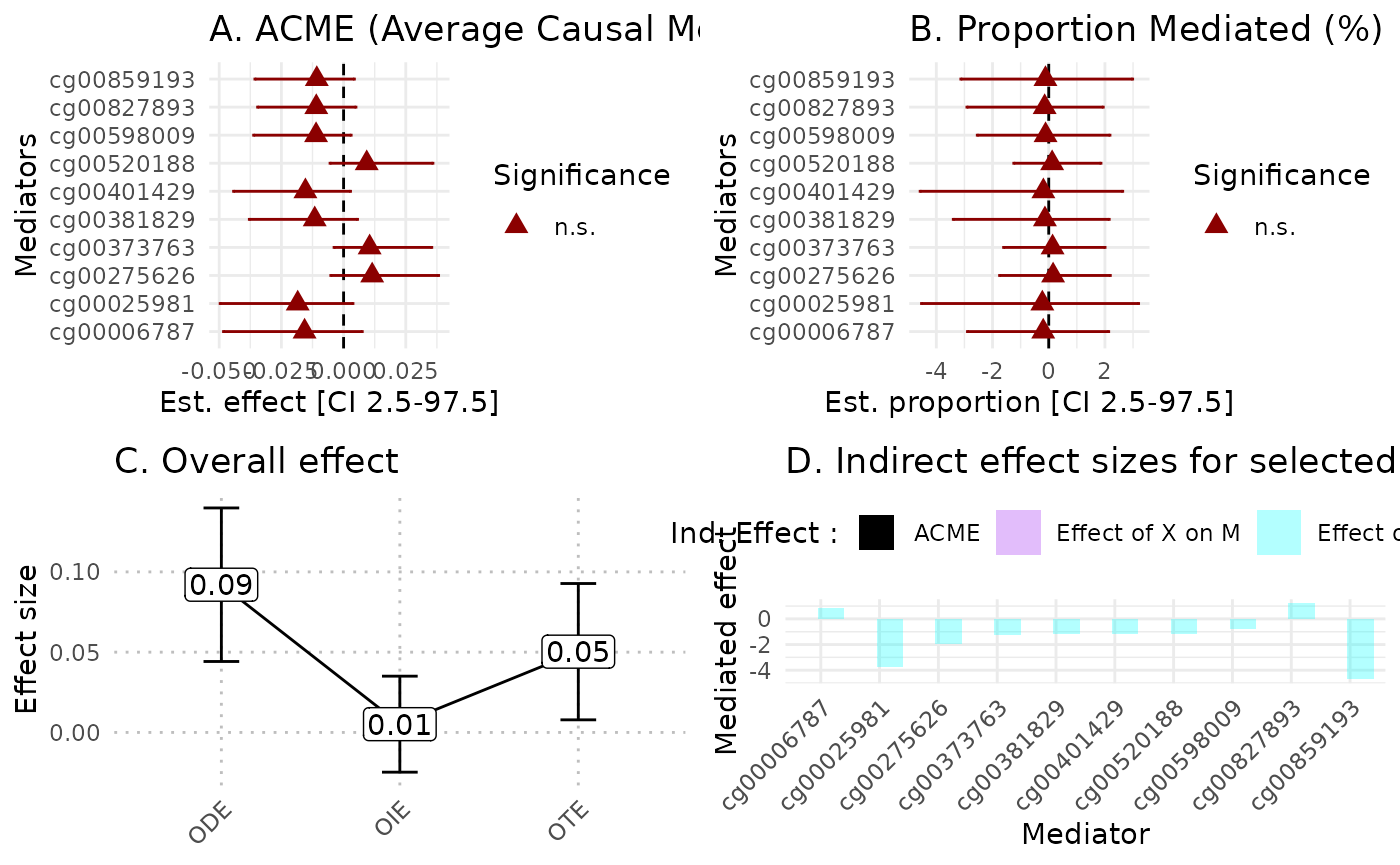 A. ACME (Average Causal
Mediators
cg00859193
cg00827893
cg00598009
cg00520188
cg00401429
cg00381829
cg00373763
cg00275626
cg00025981
cg00006787
-0.050 -0.025 0.000 0.025
Est. effect [CI 2.5-97.5]
Significance
n.s.
B. Proportion Mediated (%)
Mediators
cg00859193
cg00827893
cg00598009
cg00520188
cg00401429
cg00381829
cg00373763
cg00275626
cg00025981
cg00006787
-4 -2 0 2
Est. proportion [CI 2.5-97.5]
Significance
n.s.
C. Overall effect
Effect size
0.10
0.05
0.00
0.09
0.01
0.05
ODE OIE OTE
D. Indirect effect sizes for selected
Ind. Effect : ACME Effect of X on M Effect
Mediated effect
0
-2
-4
cg00006787 cg00025981 cg00275626 cg00373763 cg00381829 cg00401429 cg00520188 cg00598009 cg00827893 cg00859193
Mediator